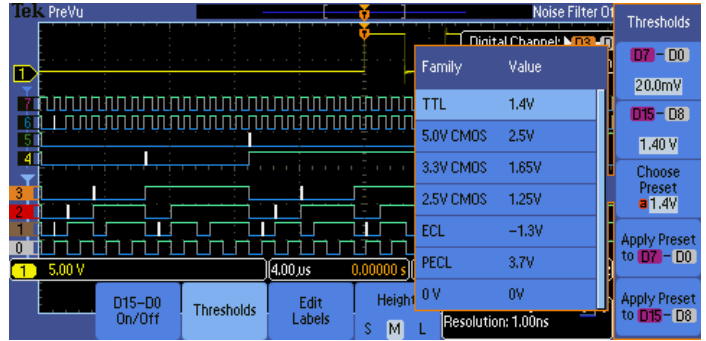 Tek PreVu
Noise Filter Of
Thresholds
Digital Channel: D3
Family Value
TTL 1.4V
5.0V CMOS 2.5V
3.3V CMOS 1.65V
2.5V CMOS 1.25V
ECL −1.3V
PECL 3.7V
0 V 0V
D7 – D0
20.0mV
D15 – D8
1.40 V
Choose
Preset
a 1.4V
Apply Preset
to D7 – D0
Apply Preset
to D15 – D8
1
7
6
5
4
3
2
1
0
1 5.00 V
4.00µs
0.00000 s
D15–D0
On/Off
Thresholds
Edit
Labels
Height
S M L
Resolution: 1.00ns